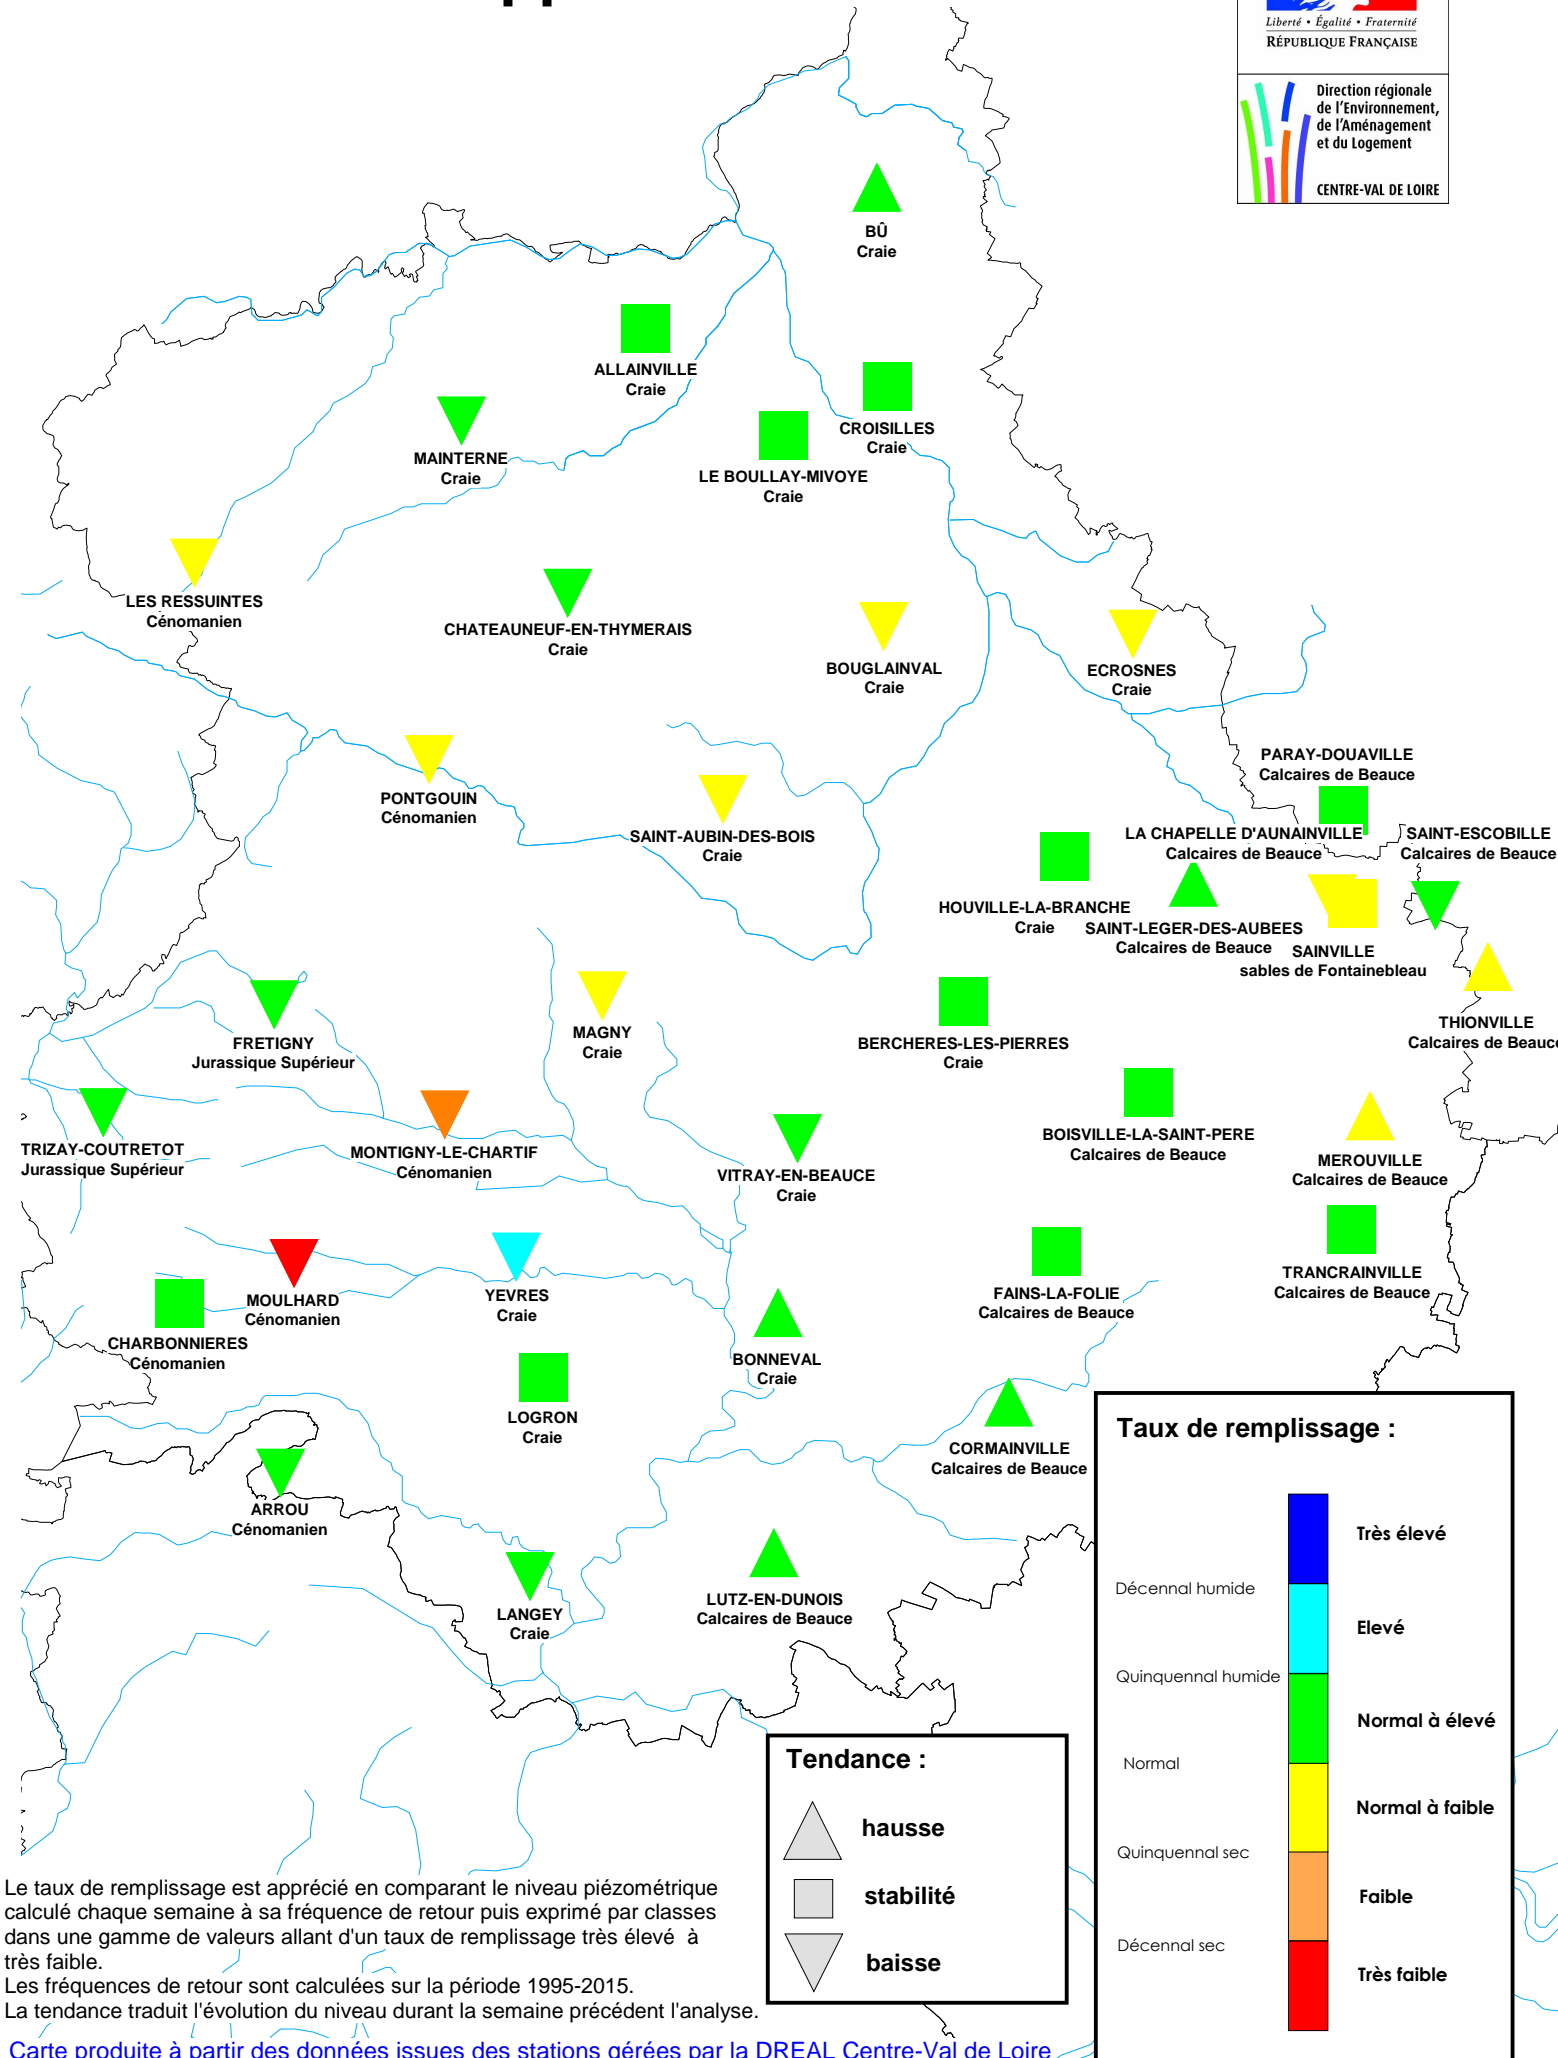 Liberté • Égalité • Fraternité
RÉPUBLIQUE FRANÇAISE
Direction régionale
de l'Environnement,
de l'Aménagement
et du Logement
CENTRE-VAL DE LOIRE
BÛ
Craie
ALLAINVILLE
Craie
CROISILLES
Craie
MAINTERNE
Craie
LE BOULLAY-MIVOYE
Craie
LES RESSUINTES
Cénomanien
CHATEAUNEUF-EN-THYMERAIS
Craie
BOUGLAINVAL
Craie
ECROSNES
Craie
PONTGOUIN
Cénomanien
SAINT-AUBIN-DES-BOIS
Craie
PARAY-DOUAVILLE
Calcaires de Beauce
LA CHAPELLE D'AUNAINVILLE
Calcaires de Beauce
SAINT-ESCOBILLE
Calcaires de Beauce
HOUVILLE-LA-BRANCHE
Craie
SAINT-LEGER-DES-AUBEES
Calcaires de Beauce
SAINVILLE
sables de Fontainebleau
THIONVILLE
Calcaires de Beauce
FRETIGNY
Jurassique Supérieur
MAGNY
Craie
BERCHERES-LES-PIERRES
Craie
TRIZAY-COUTRETOT
Jurassique Supérieur
MONTIGNY-LE-CHARTIF
Cénomanien
VITRAY-EN-BEAUCE
Craie
BOISVILLE-LA-SAINT-PERE
Calcaires de Beauce
MEROUVILLE
Calcaires de Beauce
MOULHARD
Cénomanien
YEVRES
Craie
FAINS-LA-FOLIE
Calcaires de Beauce
TRANCRAINVILLE
Calcaires de Beauce
CHARBONNIERES
Cénomanien
BONNEVAL
Craie
LOGRON
Craie
CORMAINVILLE
Calcaires de Beauce
ARROU
Cénomanien
LANGEY
Craie
LUTZ-EN-DUNOIS
Calcaires de Beauce
Taux de remplissage :
Très élevé
Décennal humide
Elevé
Quinquennal humide
Normal à élevé
Normal
Normal à faible
Quinquennal sec
Faible
Décennal sec
Très faible
Tendance :
hausse
stabilité
baisse
Le taux de remplissage est apprécié en comparant le niveau piézométrique
calculé chaque semaine à sa fréquence de retour puis exprimé par classes
dans une gamme de valeurs allant d'un taux de remplissage très élevé à
très faible.
Les fréquences de retour sont calculées sur la période 1995-2015.
La tendance traduit l'évolution du niveau durant la semaine précédent l'analyse.
Carte produite à partir des données issues des stations gérées par la DREAL Centre-Val de Loire